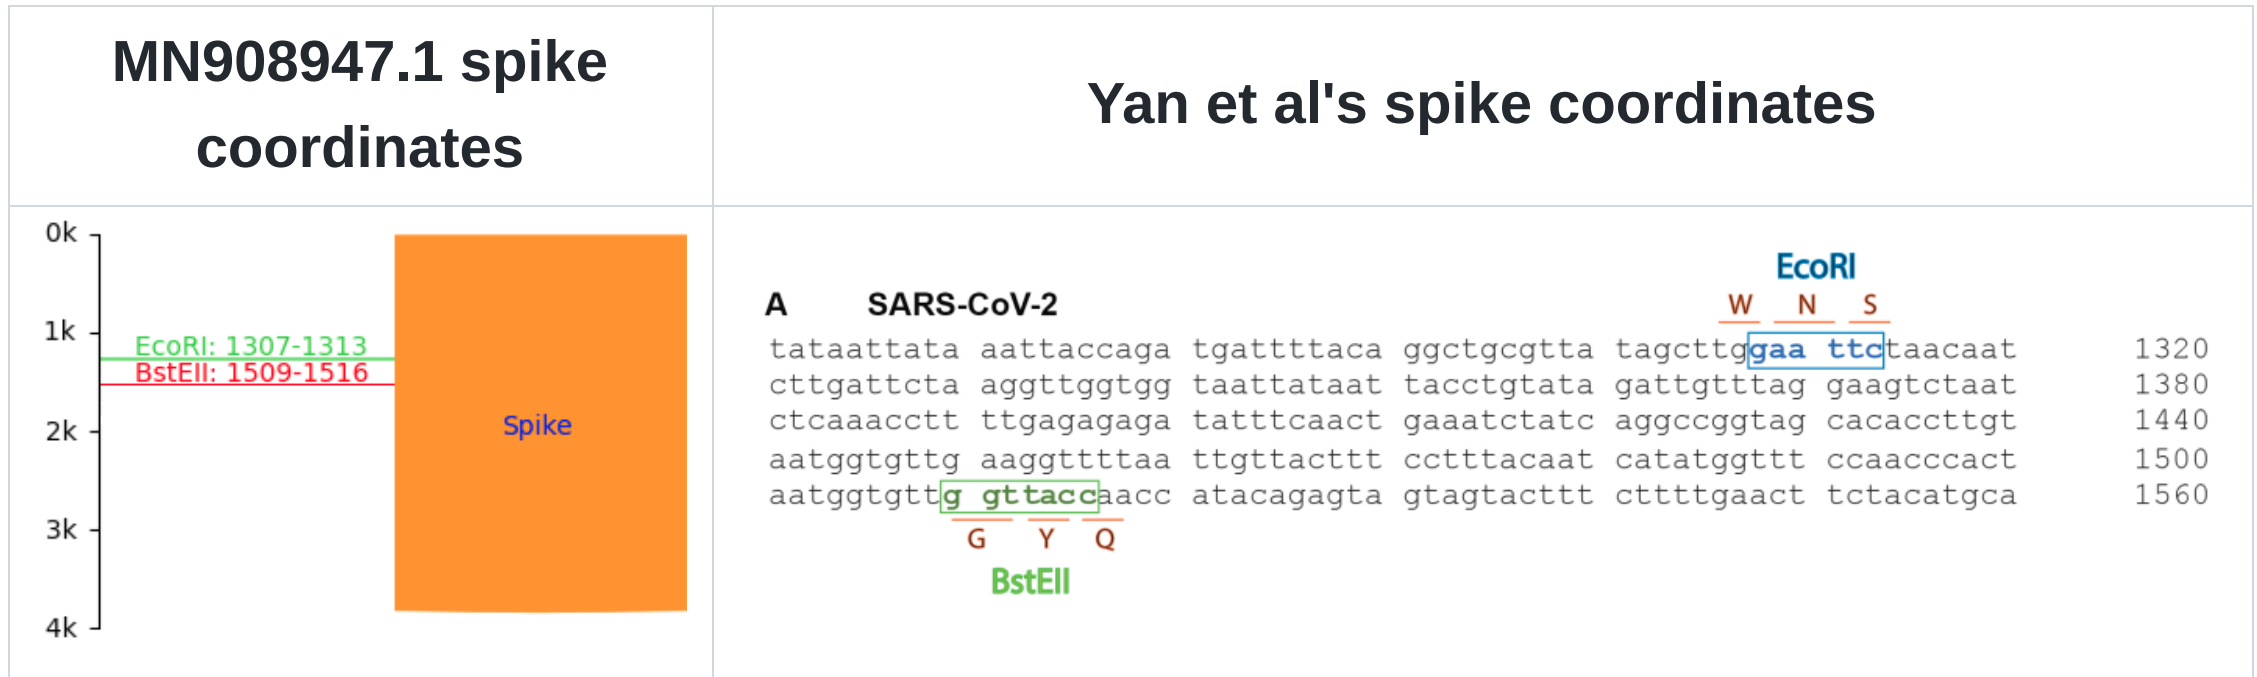 MN908947.1 spike
coordinates
Yan et al's spike coordinates
0k
1k
2k
3k
4k
EcoRI: 1307-1313
BstEII: 1509-1516
Spike
EcoRI
A SARS-CoV-2
W N S
tataattata aattaccaga tgattttaca ggctgcgtta tagcttggaa ttctaacaat 1320
cttgattcta aggttggtgg taattataat tacctgtata gattgtttag gaagtctaat 1380
ctcaaacctt ttgagagaga tatttcaact gaaatctatc aggccggtag cacaccttgt 1440
aatggtgttg aaggttttaa ttgttacttt cctttacaat catatggttt ccaacccact 1500
aatggtgttg gttaccaacc atacagagta gtagtacttt cttttgaact tctacatgca 1560
G Y Q
BstEII